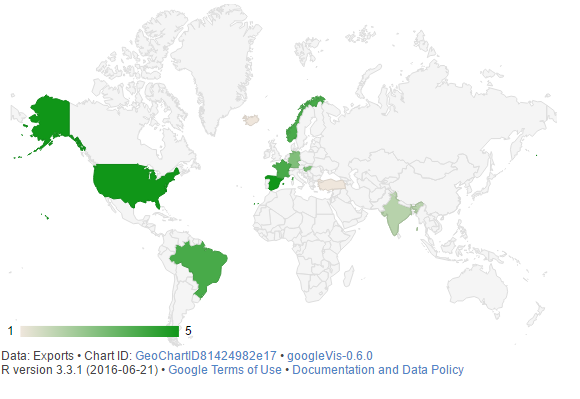 1 5
Data: Exports • Chart ID: GeoChartID81424982e17 • googleVis-0.6.0
R version 3.3.1 (2016-06-21) • Google Terms of Use • Documentation and Data Policy